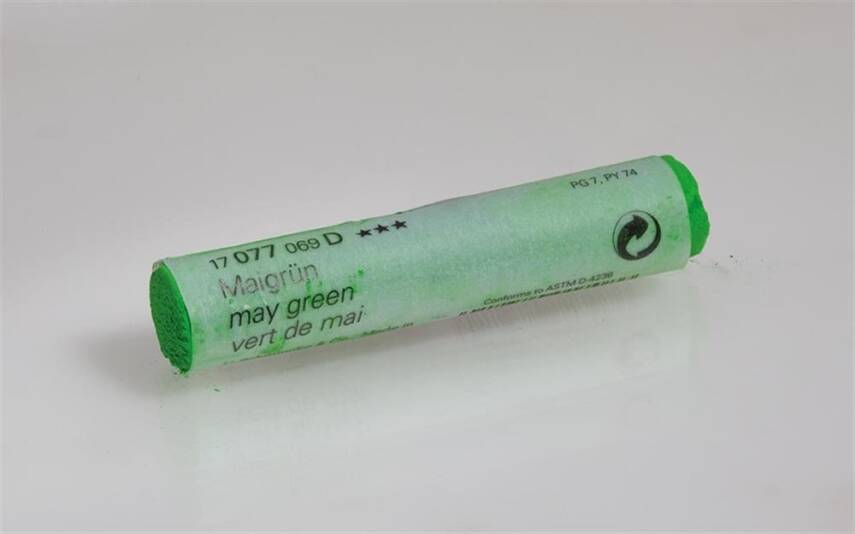 17 077 069 D ★★★
Maigrün
may green
vert de mai
PG 7, PY 74
Conforms to ASTM D-4236